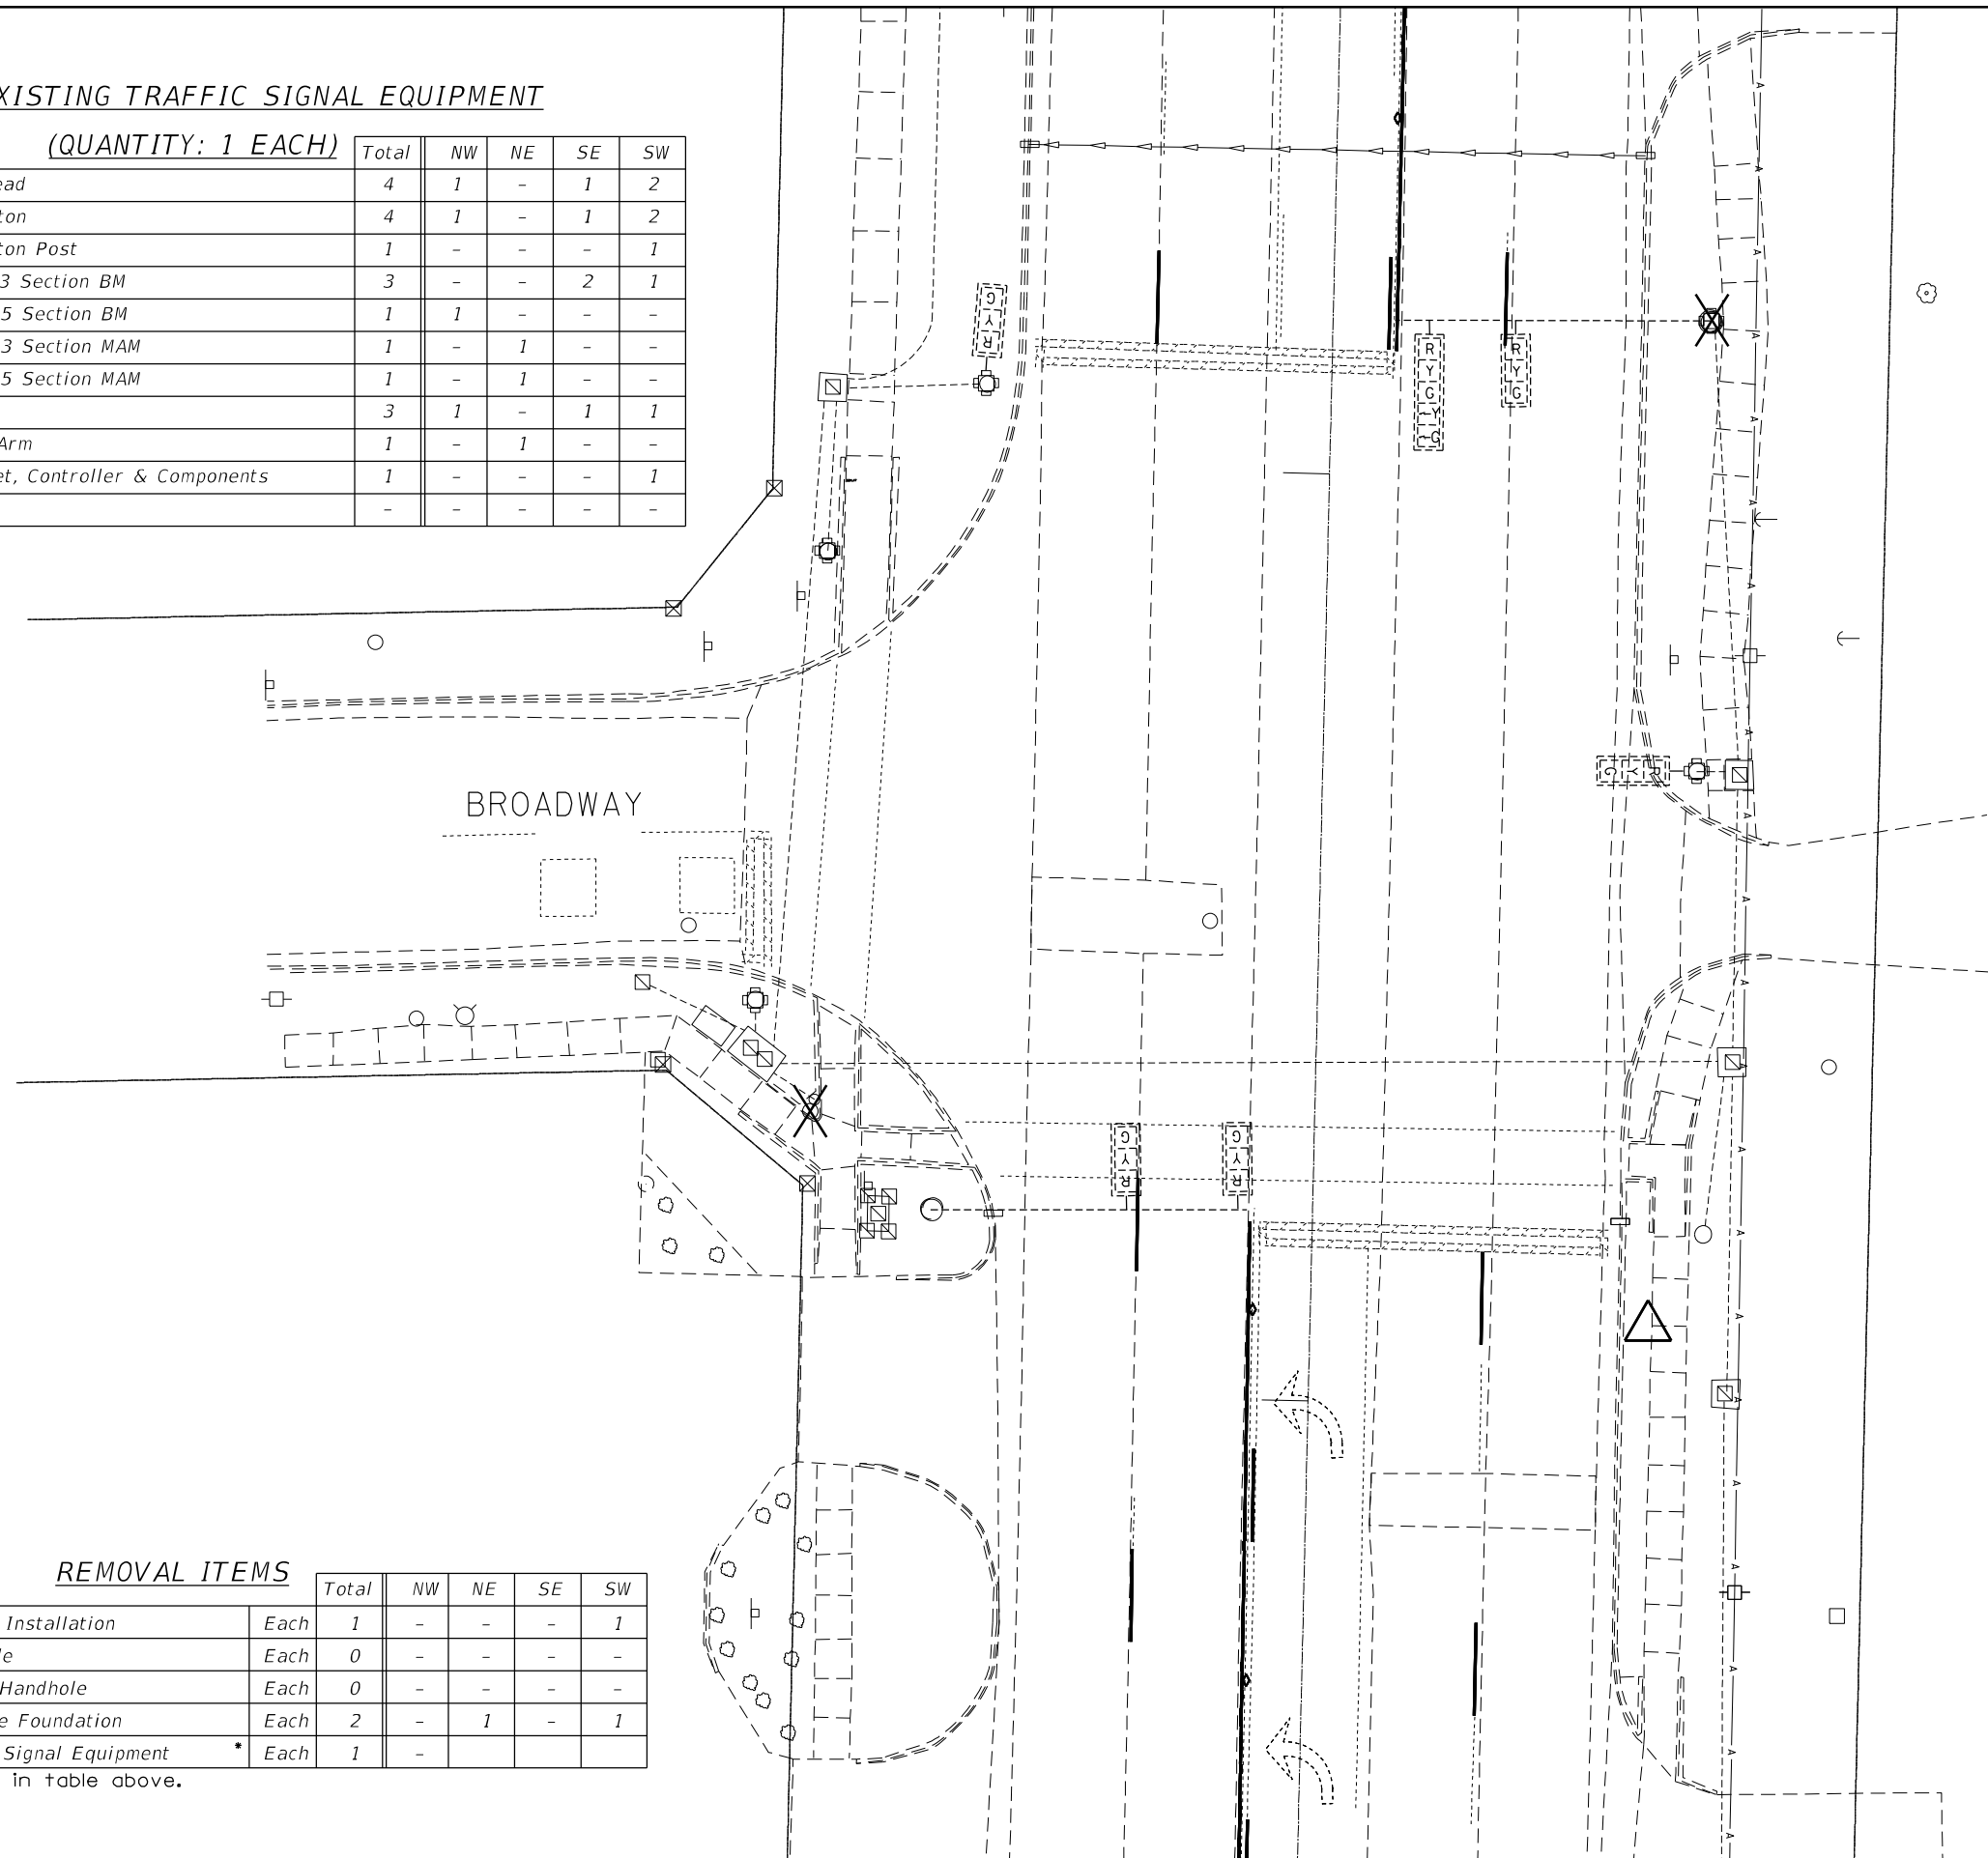 XISTING TRAFFIC SIGNAL EQUIPMENT
(QUANTITY: 1 EACH) Total NW NE SE SW
ead 4 1 - 1 2
ton 4 1 - 1 2
ton Post 1 - - - 1
3 Section BM 3 - - 2 1
5 Section BM 1 1 - - -
3 Section MAM 1 - 1 - -
5 Section MAM 1 - 1 - -
3 1 - 1 1
Arm 1 - 1 - -
et, Controller & Components 1 - - - 1
- - - - -
R Y G
R Y G Y G
R Y G
R Y G
BROADWAY
R Y G
R Y G
REMOVAL ITEMS Total NW NE SE SW
Installation Each 1 - - - 1
le Each 0 - - - -
Handhole Each 0 - - - -
e Foundation Each 2 - 1 - 1
Signal Equipment * Each 1 -
in table above.